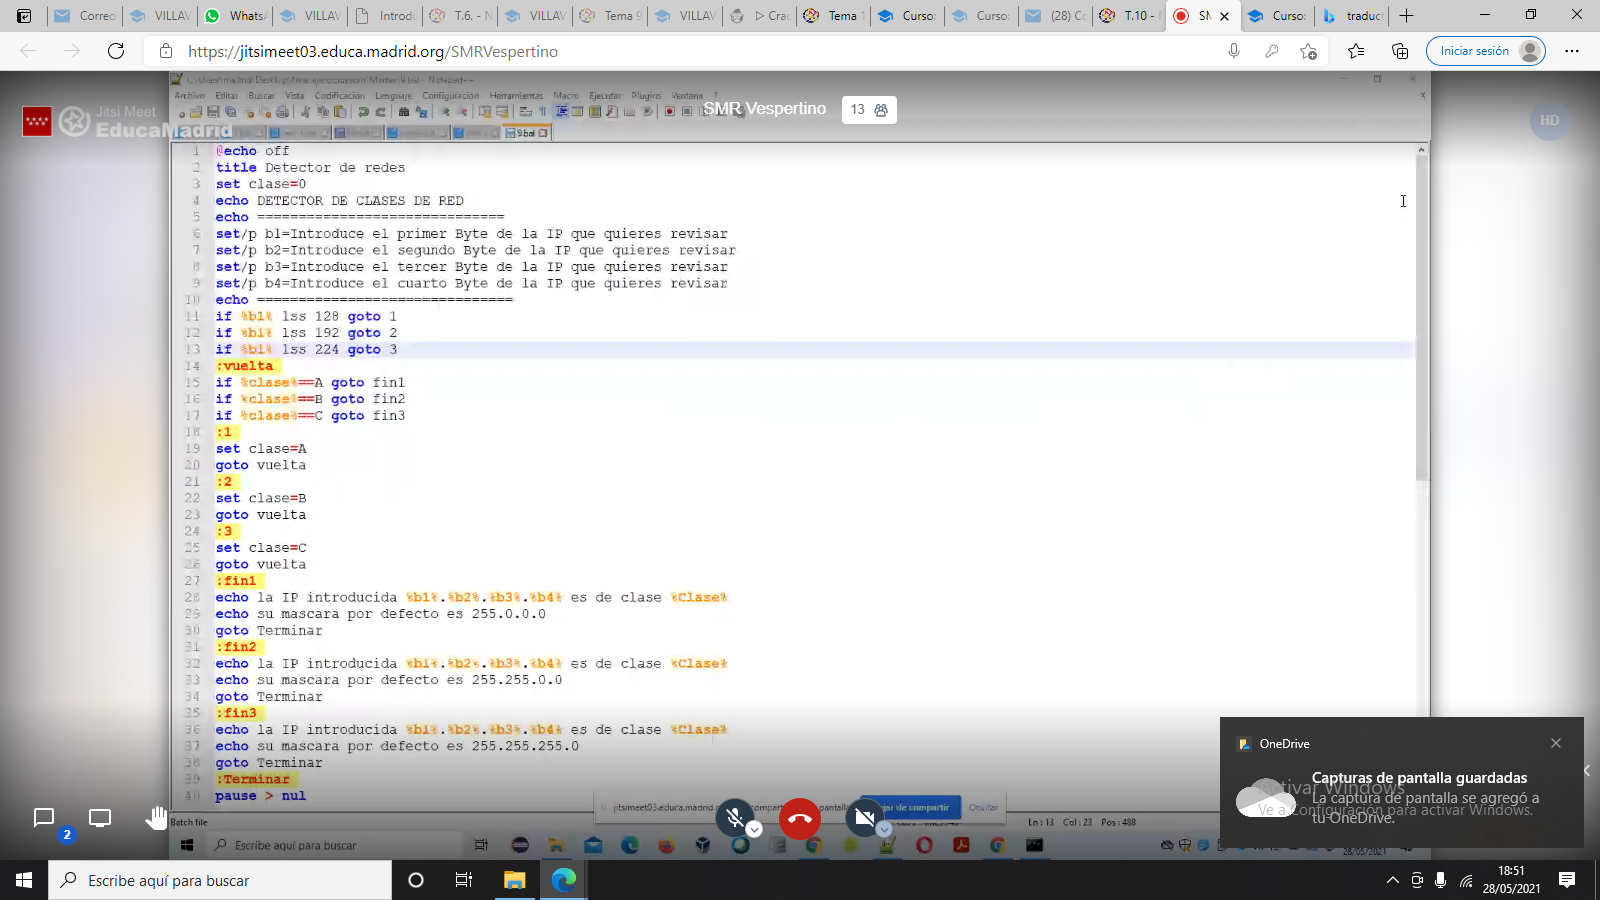 Correo
VILLAV
WhatsA
VILLAV
Introdu
T.6. - N
VILLAV
Tema 9
VILLAV
Crac
Tema 1
Curso:
Curso:
(28) Co
T.10 - N
SM
Curso:
traduct
https://jitsimeet03.educa.madrid.org/SMRVespertino
Iniciar sesión
Archivo Editar Buscar Vista Codificación Lenguaje Configuración Herramientas Macro Ejecutar Plugins Ventana ?
Jitsi Meet
EducaMadrid
SMR Vespertino
13
HD
9.bat
1 @echo off
2 title Detector de redes
3 set clase=0
4 echo DETECTOR DE CLASES DE RED
5 echo ==============================
6 set/p b1=Introduce el primer Byte de la IP que quieres revisar
7 set/p b2=Introduce el segundo Byte de la IP que quieres revisar
8 set/p b3=Introduce el tercer Byte de la IP que quieres revisar
9 set/p b4=Introduce el cuarto Byte de la IP que quieres revisar
10 echo ===============================
11 if %b1% lss 128 goto 1
12 if %b1% lss 192 goto 2
13 if %b1% lss 224 goto 3
14 :vuelta
15 if %clase%==A goto fin1
16 if %clase%==B goto fin2
17 if %clase%==C goto fin3
18 :1
19 set clase=A
20 goto vuelta
21 :2
22 set clase=B
23 goto vuelta
24 :3
25 set clase=C
26 goto vuelta
27 :fin1
28 echo la IP introducida %b1%.%b2%.%b3%.%b4% es de clase %Clase%
29 echo su mascara por defecto es 255.0.0.0
30 goto Terminar
31 :fin2
32 echo la IP introducida %b1%.%b2%.%b3%.%b4% es de clase %Clase%
33 echo su mascara por defecto es 255.255.0.0
34 goto Terminar
35 :fin3
36 echo la IP introducida %b1%.%b2%.%b3%.%b4% es de clase %Clase%
37 echo su mascara por defecto es 255.255.255.0
38 goto Terminar
39 :Terminar
40 pause > nul
OneDrive
Capturas de pantalla guardadas
La captura de pantalla se agregó a
tu OneDrive.
Activar Windows
Ve a Configuración para activar Windows.
jitsimeet03.educa.madrid.o
pantalla
jar de compartir
Ocultar
2
Batch file
Ln : 13 Col : 23 Pos : 488
Escribe aquí para buscar
28/05/2021
Escribe aquí para buscar
18:51
28/05/2021